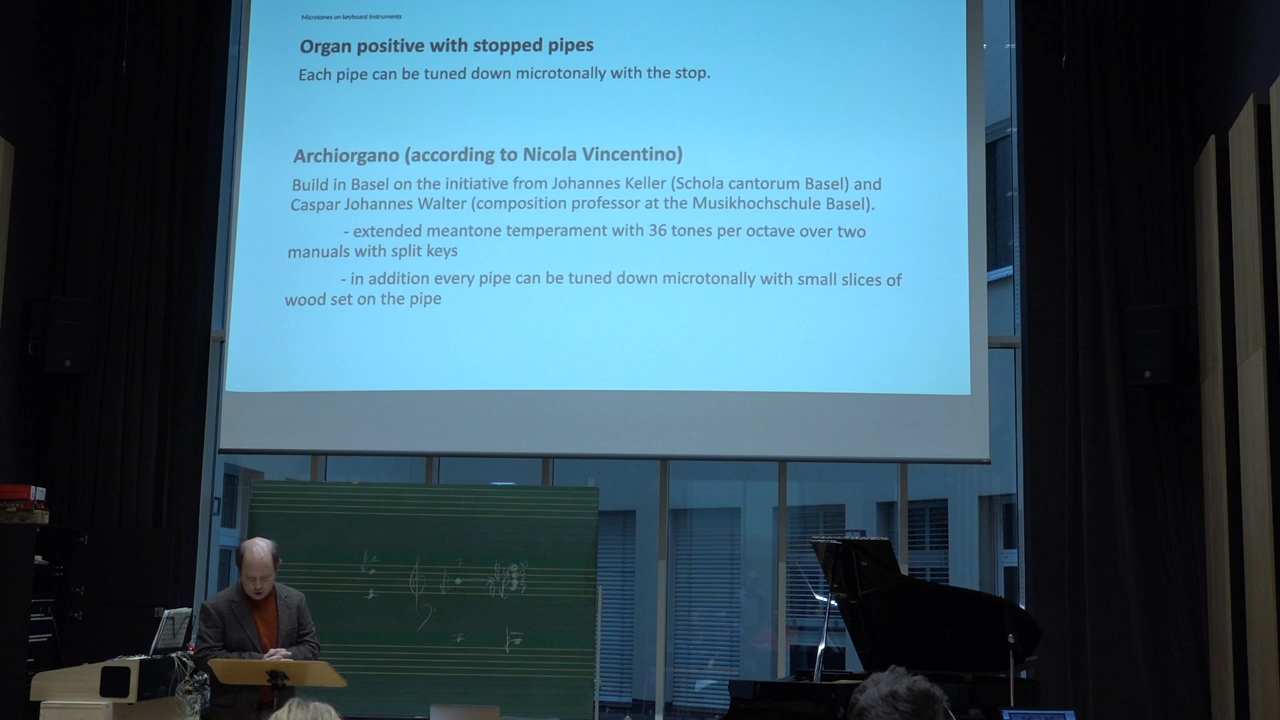 Microtones on keyboard instruments
Organ positive with stopped pipes
Each pipe can be tuned down microtonally with the stop.
Archiorgano (according to Nicola Vincentino)
Build in Basel on the initiative from Johannes Keller (Schola cantorum Basel) and
Caspar Johannes Walter (composition professor at the Musikhochschule Basel).
- extended meantone temperament with 36 tones per octave over two
manuals with split keys
- in addition every pipe can be tuned down microtonally with small slices of
wood set on the pipe